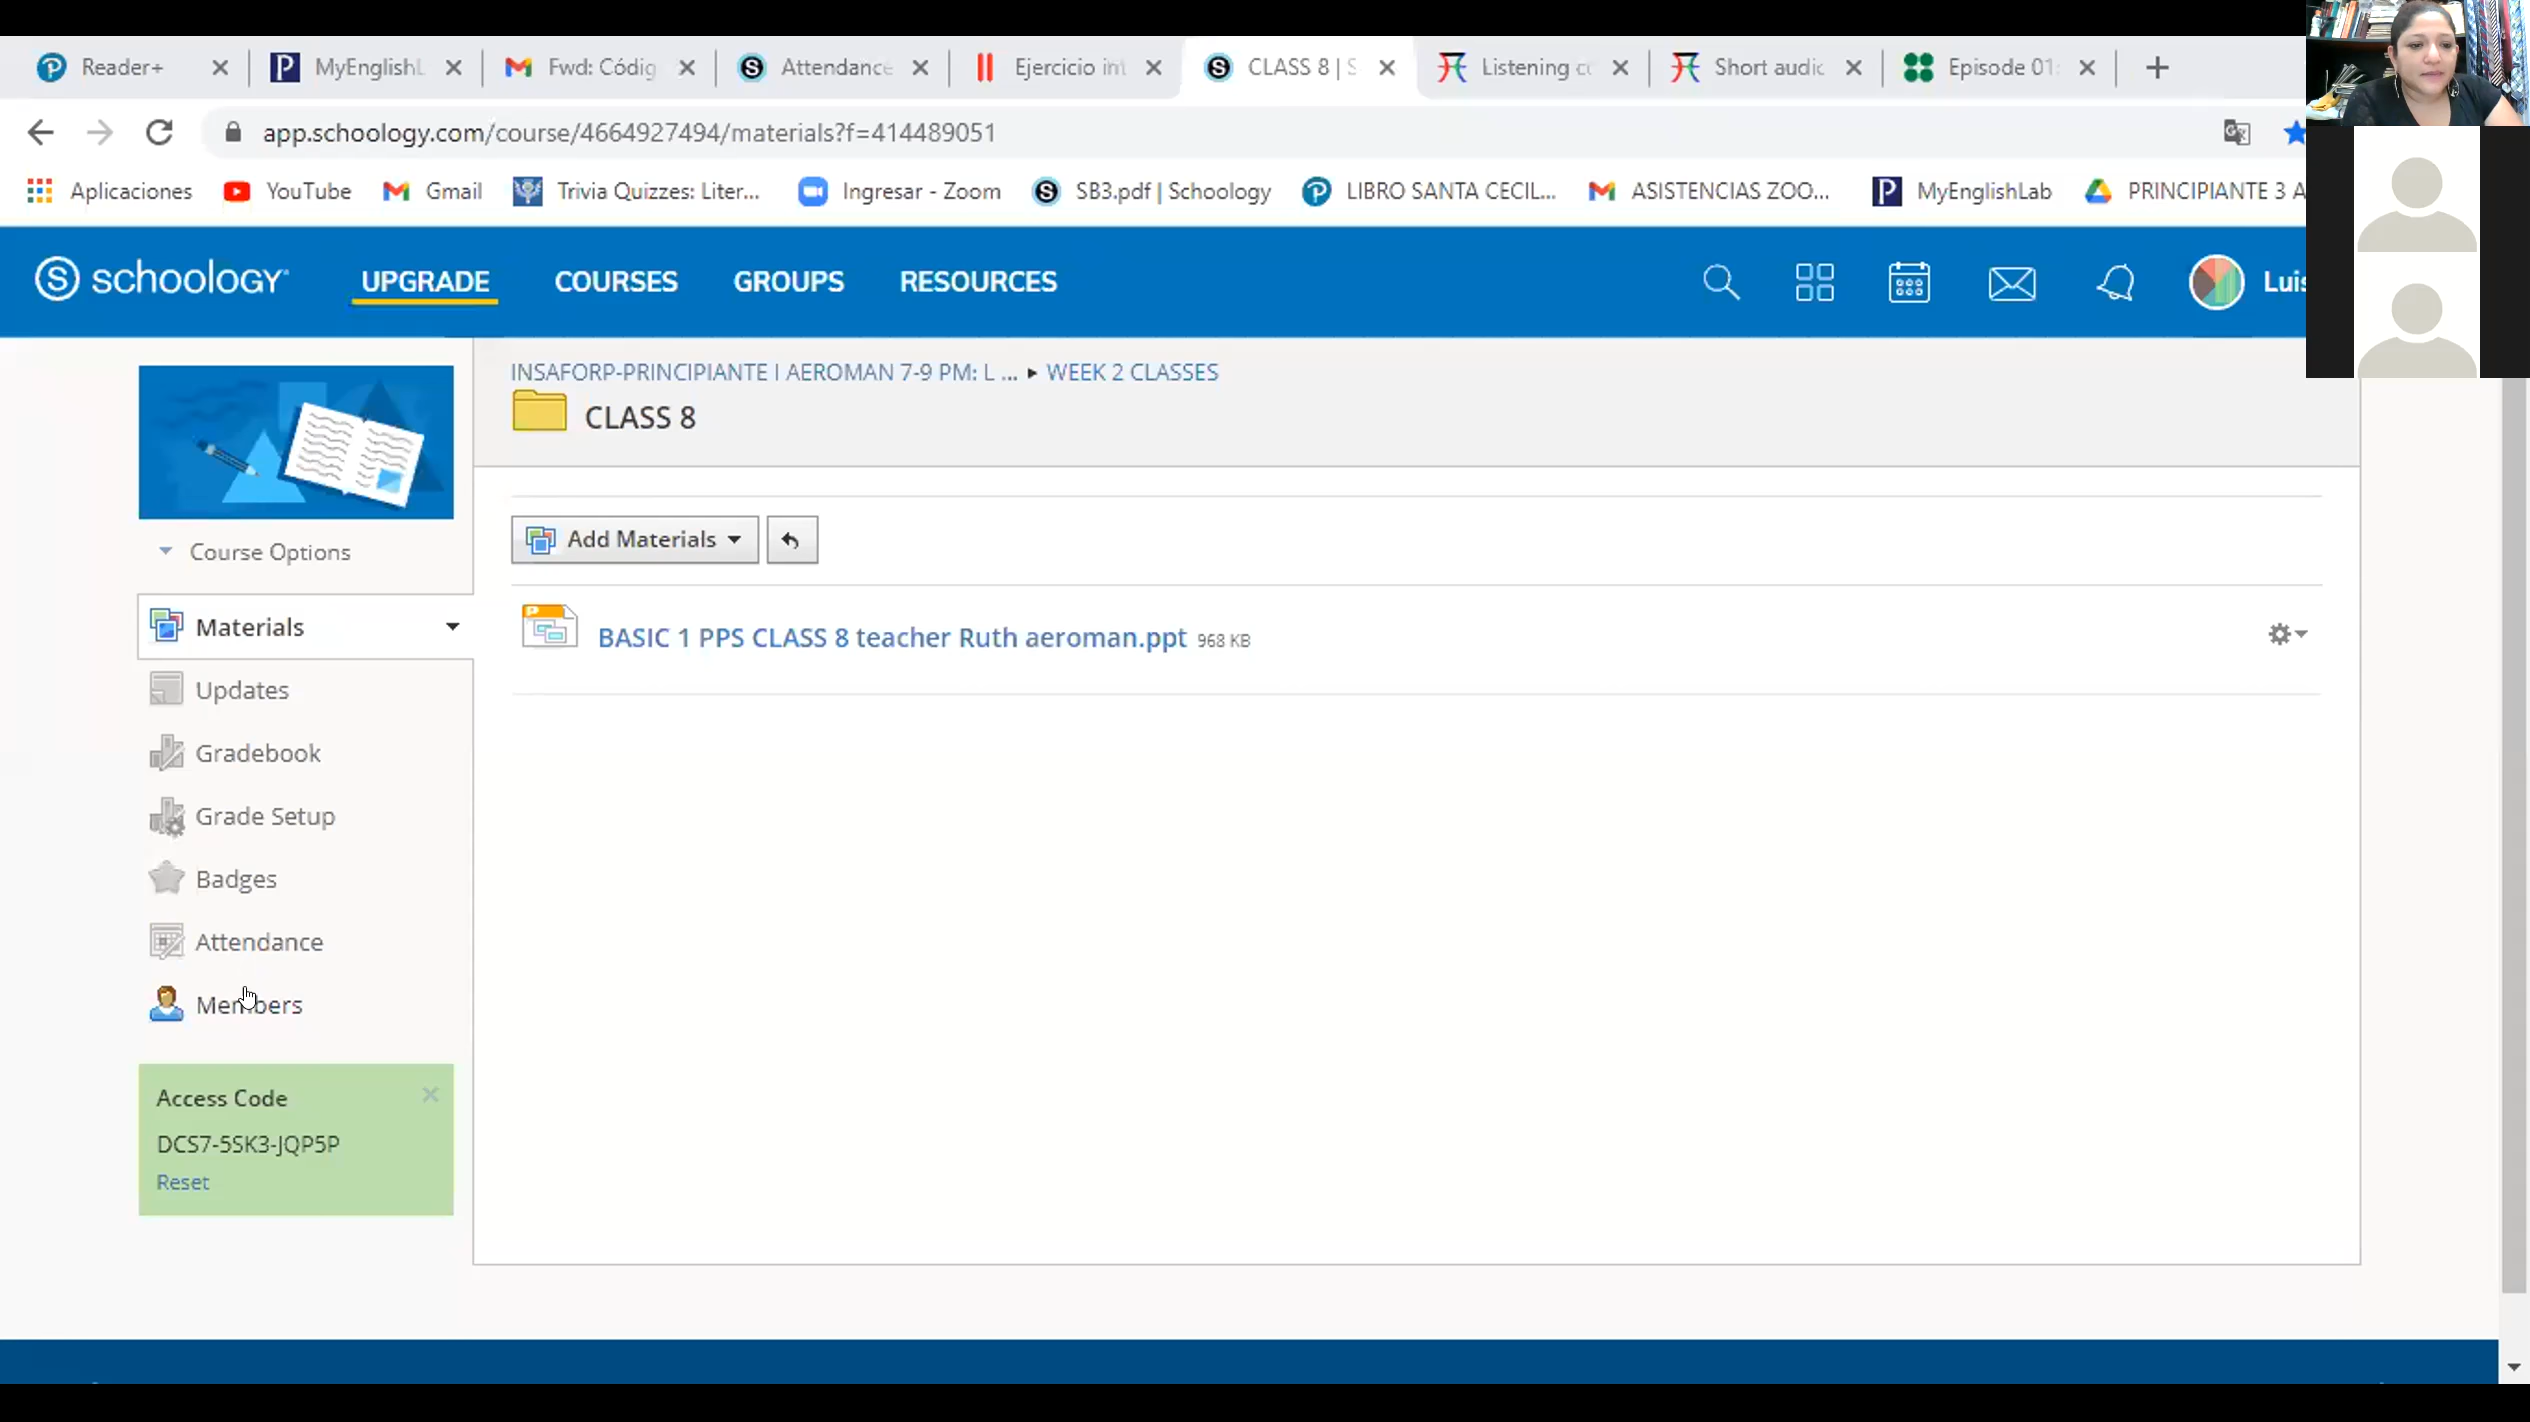 Reader+ MyEnglishL Fwd: Códig Attendance Ejercicio int CLASS 8 | S Listening co Short audio Episode 01:
app.schoology.com/course/4664927494/materials?f=414489051
Aplicaciones YouTube Gmail Trivia Quizzes: Liter... Ingresar - Zoom SB3.pdf | Schoology LIBRO SANTA CECIL... ASISTENCIAS ZOO... MyEnglishLab PRINCIPIANTE 3 A
schoology UPGRADE COURSES GROUPS RESOURCES Luis
INSAFORP-PRINCIPIANTE I AEROMAN 7-9 PM: L ... ▸ WEEK 2 CLASSES
CLASS 8
Course Options
Add Materials
Materials
BASIC 1 PPS CLASS 8 teacher Ruth aeroman.ppt 968 KB
Updates
Gradebook
Grade Setup
Badges
Attendance
Members
Access Code
DCS7-5SK3-JQP5P
Reset